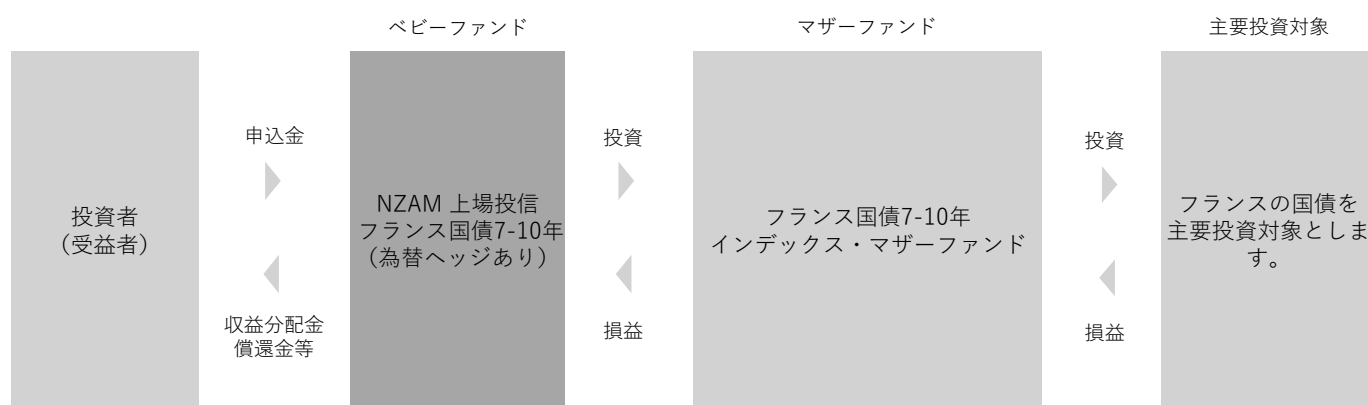 ベビーファンド
マザーファンド
主要投資対象
投資者
（受益者）
申込金
収益分配金
償還金等
NZAM 上場投信
フランス国債7-10年
（為替ヘッジあり）
投資
損益
フランス国債7-10年
インデックス・マザーファンド
投資
損益
フランスの国債を
主要投資対象としま
す。